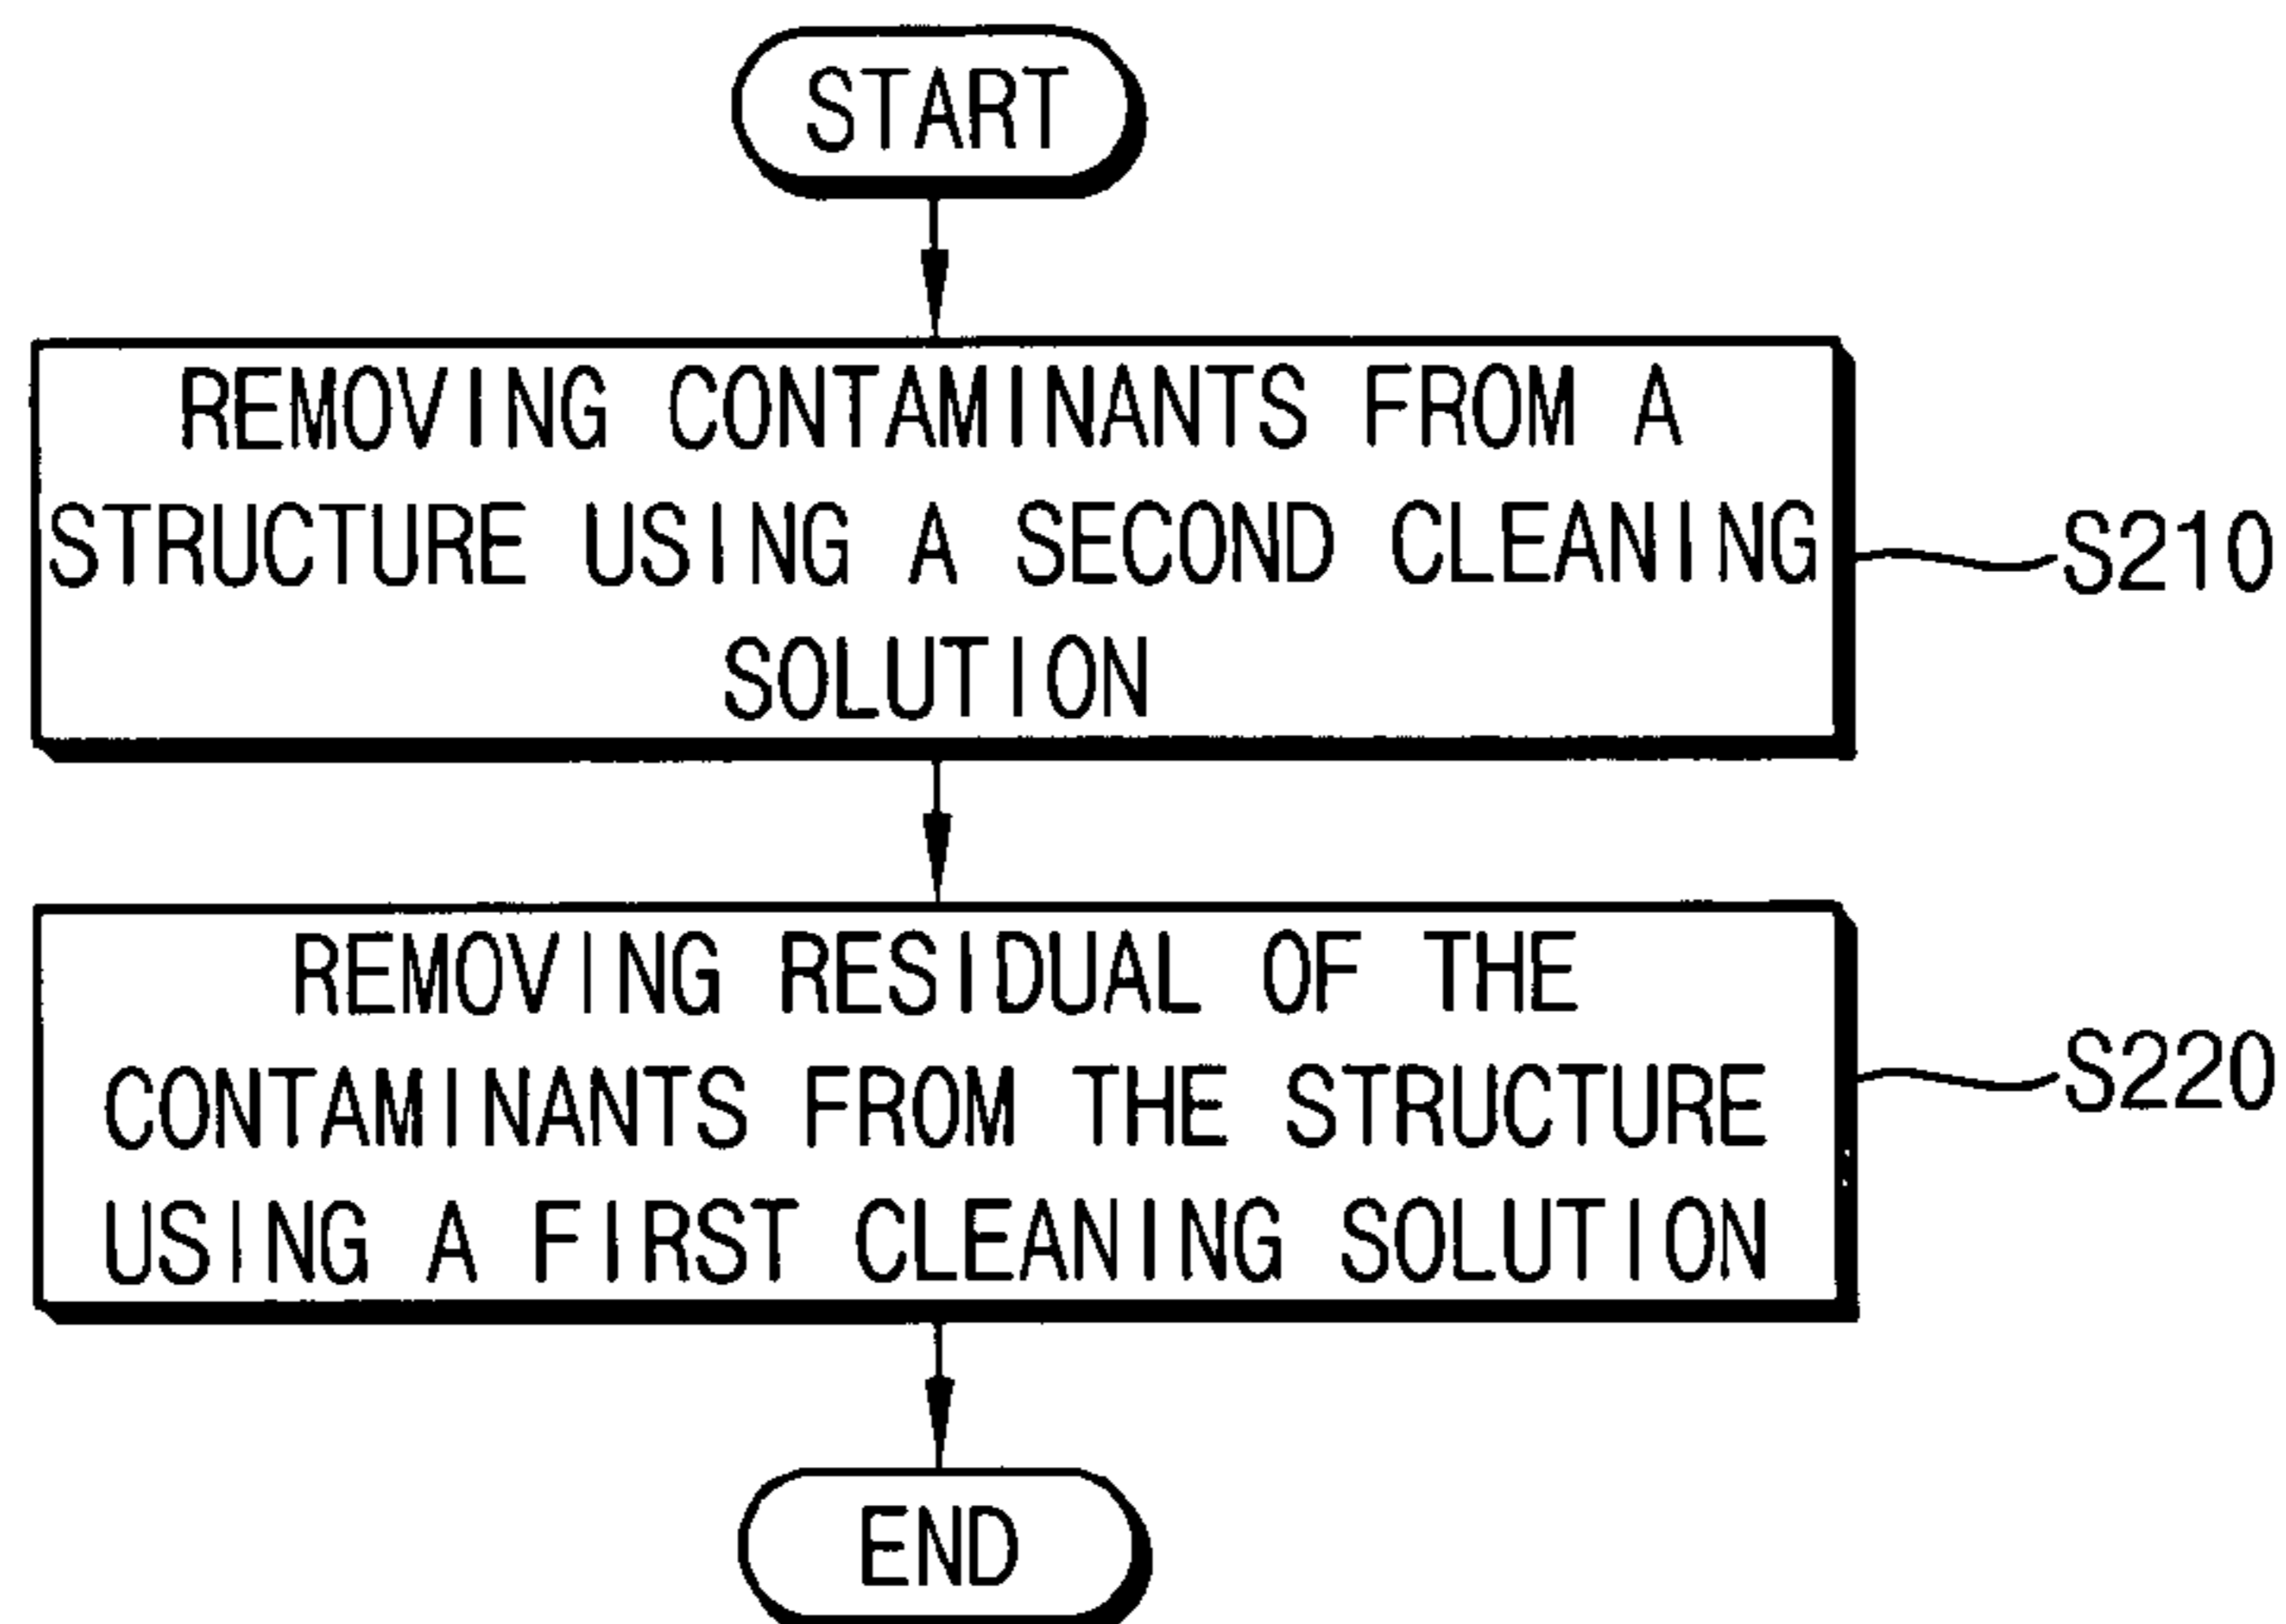 START
REMOVING CONTAMINANTS FROM A
STRUCTURE USING A SECOND CLEANING
SOLUTION
S210
REMOVING RESIDUAL OF THE
CONTAMINANTS FROM THE STRUCTURE
USING A FIRST CLEANING SOLUTION
S220
END